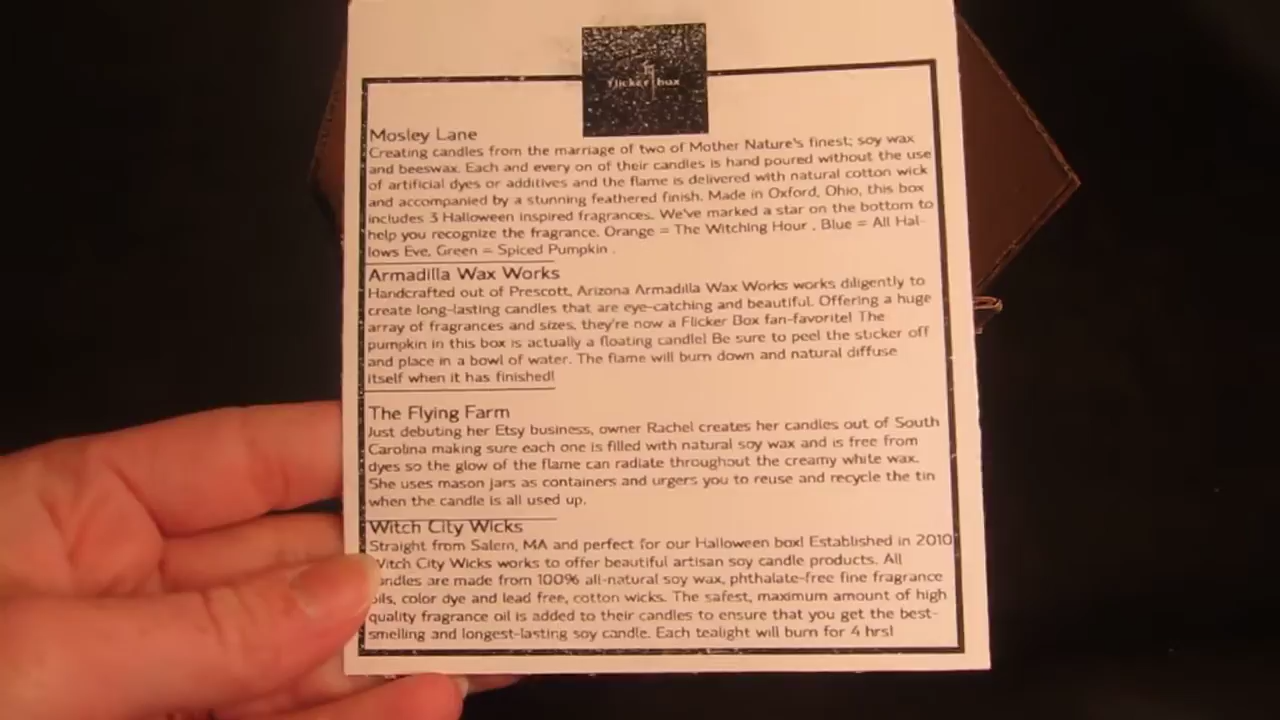 flicker box
Mosley Lane
Creating candles from the marriage of two of Mother Nature's finest; soy wax
and beeswax. Each and every on of their candles is hand poured without the use
of artificial dyes or additives and the flame is delivered with natural cotton wick
and accompanied by a stunning feathered finish. Made in Oxford, Ohio, this box
includes 3 Halloween inspired fragrances. We've marked a star on the bottom to
help you recognize the fragrance. Orange = The Witching Hour , Blue = All Hal-
lows Eve, Green = Spiced Pumpkin .
Armadilla Wax Works
Handcrafted out of Prescott, Arizona Armadilla Wax Works works diligently to
create long-lasting candles that are eye-catching and beautiful. Offering a huge
array of fragrances and sizes, they're now a Flicker Box fan-favorite! The
pumpkin in this box is actually a floating candle! Be sure to peel the sticker off
and place in a bowl of water. The flame will burn down and natural diffuse
itself when it has finished!
The Flying Farm
Just debuting her Etsy business, owner Rachel creates her candles out of South
Carolina making sure each one is filled with natural soy wax and is free from
dyes so the glow of the flame can radiate throughout the creamy white wax.
She uses mason jars as containers and urgers you to reuse and recycle the tin
when the candle is all used up.
Witch City Wicks
Straight from Salem, MA and perfect for our Halloween box! Established in 2010
Witch City Wicks works to offer beautiful artisan soy candle products. All
candles are made from 100% all-natural soy wax, phthalate-free fine fragrance
oils, color dye and lead free, cotton wicks. The safest, maximum amount of high
quality fragrance oil is added to their candles to ensure that you get the best-
smelling and longest-lasting soy candle. Each tealight will burn for 4 hrs!